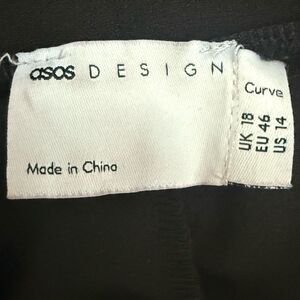 asos DESIGN
Made in China
Curve
UK 18
EU 46
US 14